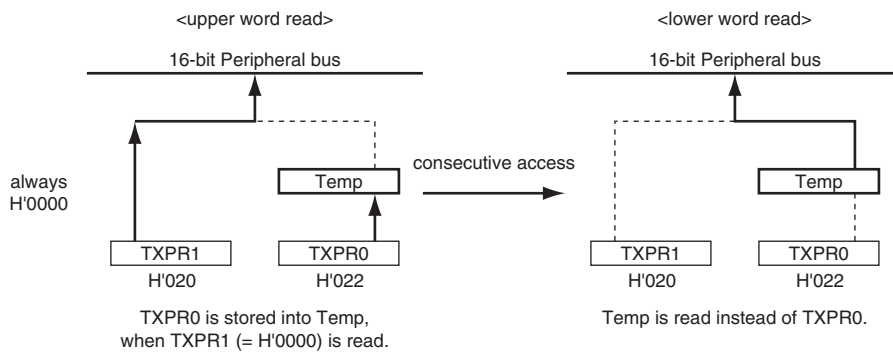 <upper word read>
16-bit Peripheral bus
always
H'0000
Temp
TXPR1
TXPR0
H'020
H'022
TXPR0 is stored into Temp,
when TXPR1 (= H'0000) is read.
consecutive access
<lower word read>
16-bit Peripheral bus
Temp
TXPR1
TXPR0
H'020
H'022
Temp is read instead of TXPR0.